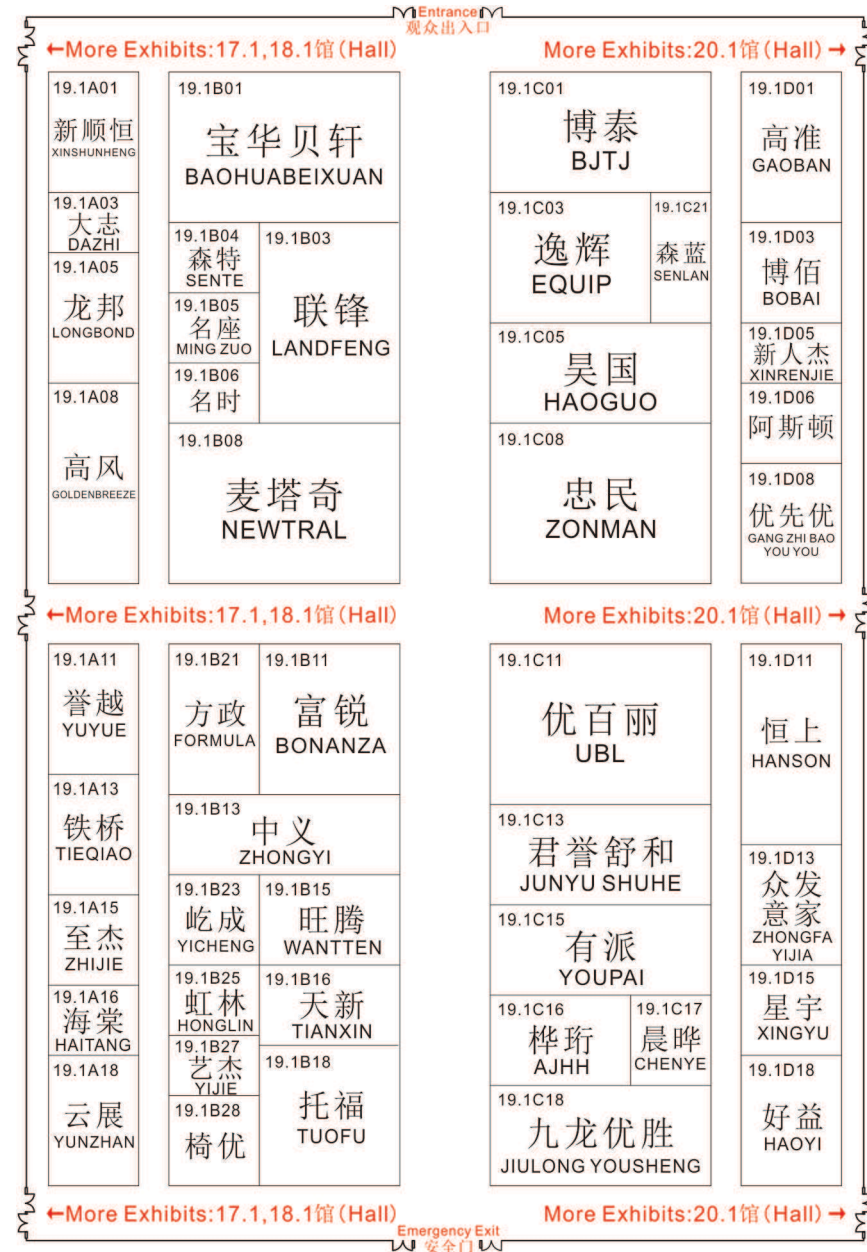 Entrance
观众出入口
←More Exhibits:17.1,18.1馆(Hall)
More Exhibits:20.1馆(Hall)→
19.1A01
新顺恒
XINSHUNHENG
19.1A03
大志
DAZHI
19.1A05
龙邦
LONGBOND
19.1A08
高风
GOLDENBREEZE
19.1B01
宝华贝轩
BAOHUABEIXUAN
19.1B04
森特
SENTE
19.1B05
名座
MING ZUO
19.1B06
名时
19.1B03
联锋
LANDFENG
19.1B08
麦塔奇
NEWTRAL
19.1C01
博泰
BJTJ
19.1C03
逸辉
EQUIP
19.1C21
森蓝
SENLAN
19.1C05
昊国
HAOGUO
19.1C08
忠民
ZONMAN
19.1D01
高准
GAOBAN
19.1D03
博佰
BOBAI
19.1D05
新人杰
XINRENJIE
19.1D06
阿斯顿
19.1D08
优先优
GANG ZHI BAO
YOU YOU
←More Exhibits:17.1,18.1馆(Hall)
More Exhibits:20.1馆(Hall)→
19.1A11
誉越
YUYUE
19.1A13
铁桥
TIEQIAO
19.1A15
至杰
ZHIJIE
19.1A16
海棠
HAITANG
19.1A18
云展
YUNZHAN
19.1B21
方政
FORMULA
19.1B11
富锐
BONANZA
19.1B13
中义
ZHONGYI
19.1B23
屹成
YICHENG
19.1B15
旺腾
WANTTEN
19.1B25
虹林
HONGLIN
19.1B16
天新
TIANXIN
19.1B27
艺杰
YIJIE
19.1B28
椅优
19.1B18
托福
TUOFU
19.1C11
优百丽
UBL
19.1C13
君誉舒和
JUNYU SHUHE
19.1C15
有派
YOUPAI
19.1C16
桦珩
AJHH
19.1C17
晨晔
CHENYE
19.1C18
九龙优胜
JIULONG YOUSHENG
19.1D11
恒上
HANSON
19.1D13
众发
意家
ZHONGFA
YIJIA
19.1D15
星宇
XINGYU
19.1D18
好益
HAOYI
←More Exhibits:17.1,18.1馆(Hall)
More Exhibits:20.1馆(Hall)→
Emergency Exit
安全门